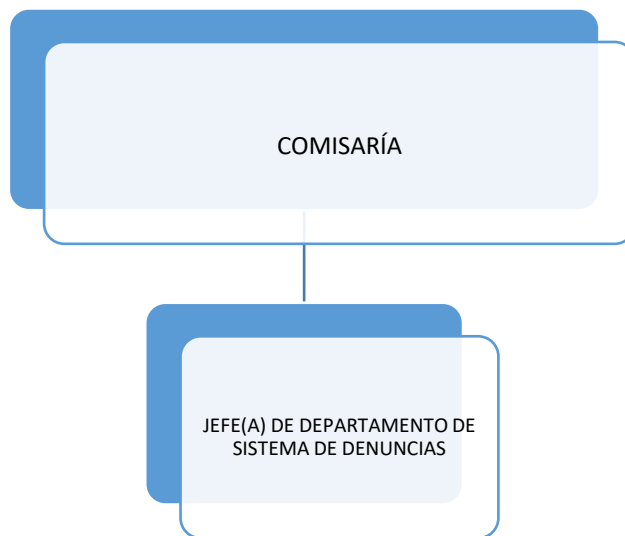 COMISARÍA
JEFE(A) DE DEPARTAMENTO DE
SISTEMA DE DENUNCIAS